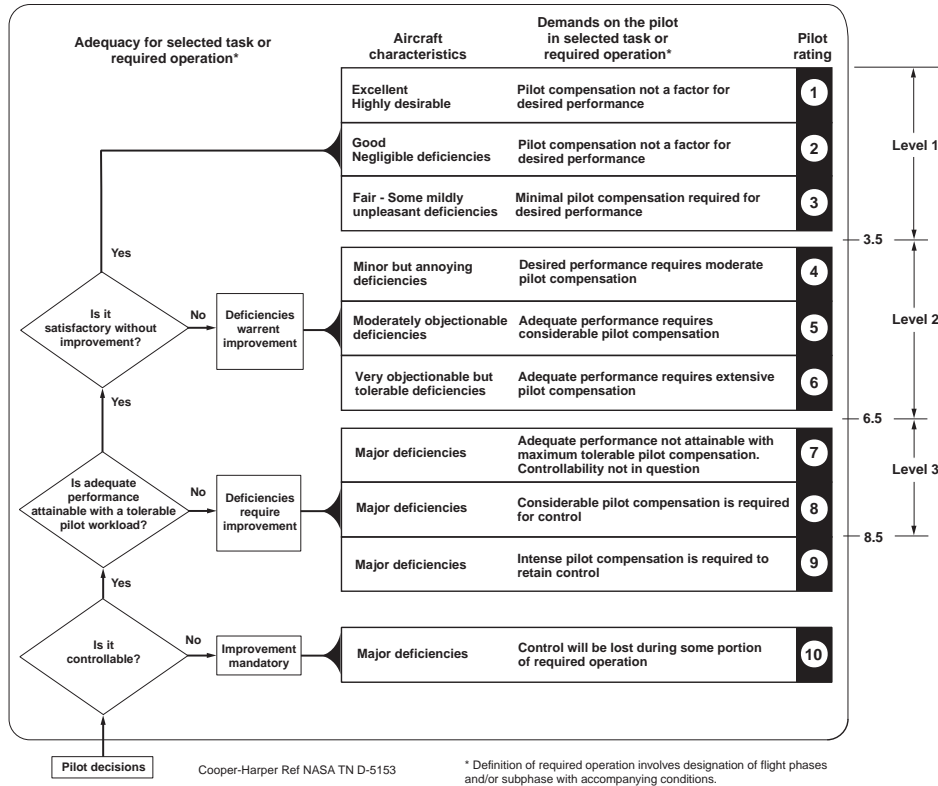 Adequacy for selected task or
required operation*
Aircraft
characteristics
Demands on the pilot
in selected task or
required operation*
Pilot
rating
Excellent
Highly desirable
Pilot compensation not a factor for
desired performance
1
Good
Negligible deficiencies
Pilot compensation not a factor for
desired performance
2
Fair - Some mildly
unpleasant deficiencies
Minimal pilot compensation required for
desired performance
3
Level 1
3.5
Yes
Is it
satisfactory without
improvement?
No
Deficiencies
warrent
improvement
Minor but annoying
deficiencies
Desired performance requires moderate
pilot compensation
4
Moderately objectionable
deficiencies
Adequate performance requires
considerable pilot compensation
5
Very objectionable but
tolerable deficiencies
Adequate performance requires extensive
pilot compensation
6
Level 2
6.5
Yes
Is adequate
performance
attainable with a tolerable
pilot workload?
No
Deficiencies
require
improvement
Major deficiencies
Adequate performance not attainable with
maximum tolerable pilot compensation.
Controllability not in question
7
Major deficiencies
Considerable pilot compensation is required
for control
8
Level 3
8.5
Major deficiencies
Intense pilot compensation is required to
retain control
9
Yes
Is it
controllable?
No
Improvement
mandatory
Major deficiencies
Control will be lost during some portion
of required operation
10
Pilot decisions
Cooper-Harper Ref NASA TN D-5153
* Definition of required operation involves designation of flight phases
and/or subphase with accompanying conditions.